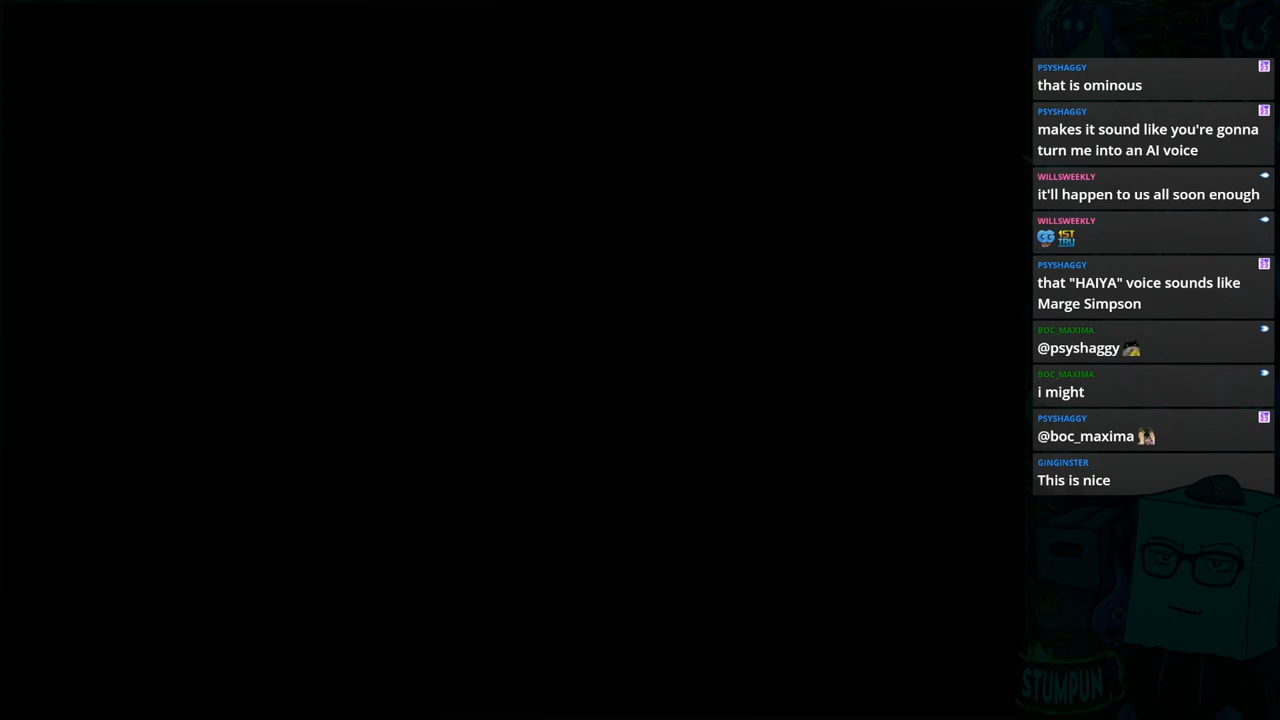 PSYSHAGGY
that is ominous
PSYSHAGGY
makes it sound like you're gonna
turn me into an AI voice
WILLSWEEKLY
it'll happen to us all soon enough
WILLSWEEKLY
1ST
TRY
PSYSHAGGY
that "HAIYA" voice sounds like
Marge Simpson
BOC_MAXIMA
@psyshaggy
BOC_MAXIMA
i might
PSYSHAGGY
@boc_maxima
GINGINSTER
This is nice
STUMPUN